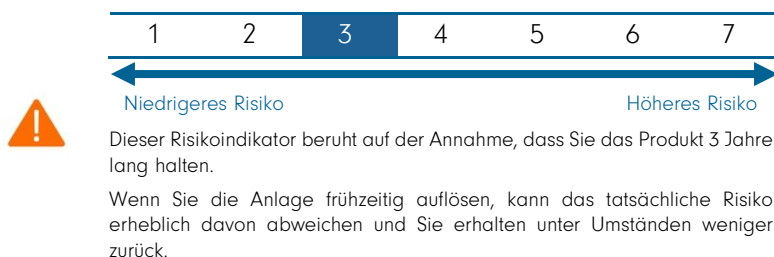 1 2 3 4 5 6 7
Niedrigeres Risiko Höheres Risiko
Dieser Risikoindikator beruht auf der Annahme, dass Sie das Produkt 3 Jahre
lang halten.
Wenn Sie die Anlage frühzeitig auflösen, kann das tatsächliche Risiko
erheblich davon abweichen und Sie erhalten unter Umständen weniger
zurück.